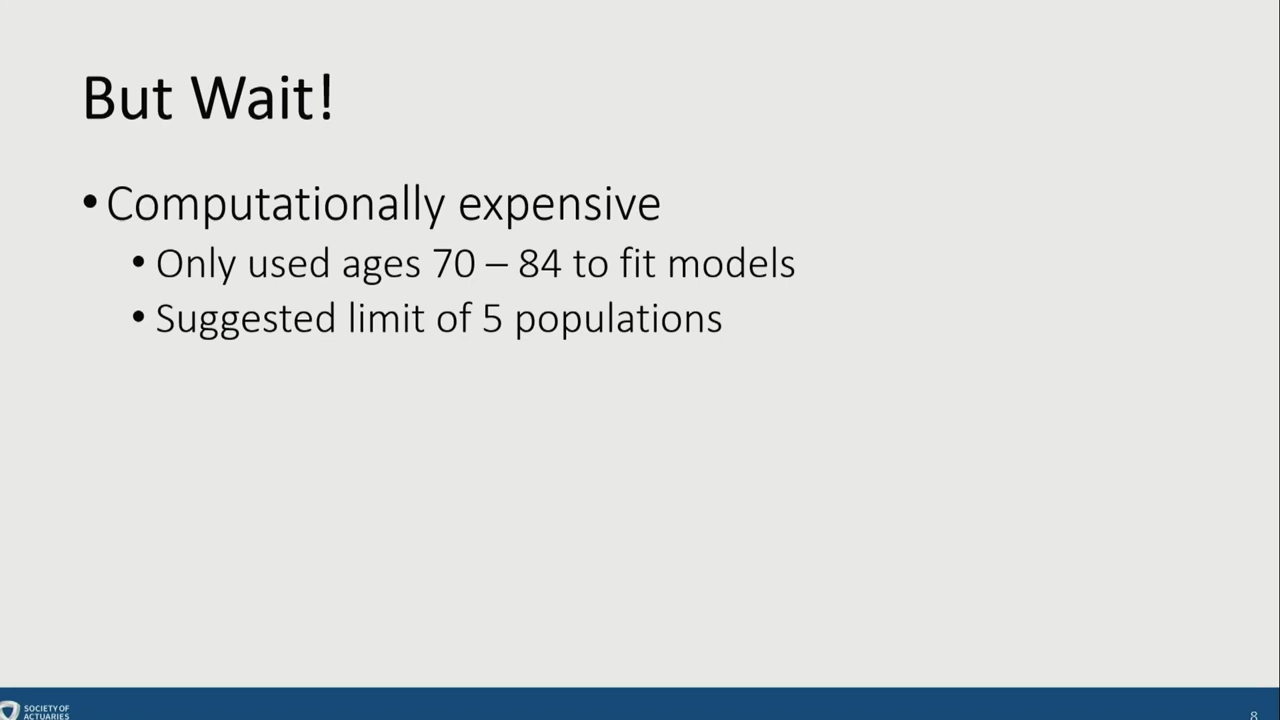 But Wait!
• Computationally expensive
• Only used ages 70 – 84 to fit models
• Suggested limit of 5 populations
SOCIETY OF
ACTUARIES
8